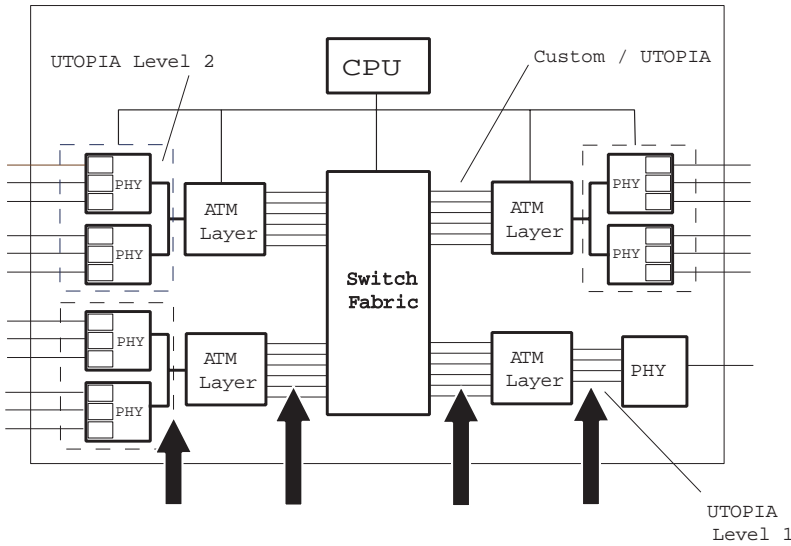 UTOPIA Level 2
CPU
Custom / UTOPIA
PHY
PHY
ATM
Layer
ATM
Layer
PHY
PHY
Switch
Fabric
PHY
PHY
ATM
Layer
ATM
Layer
PHY
UTOPIA
Level 1